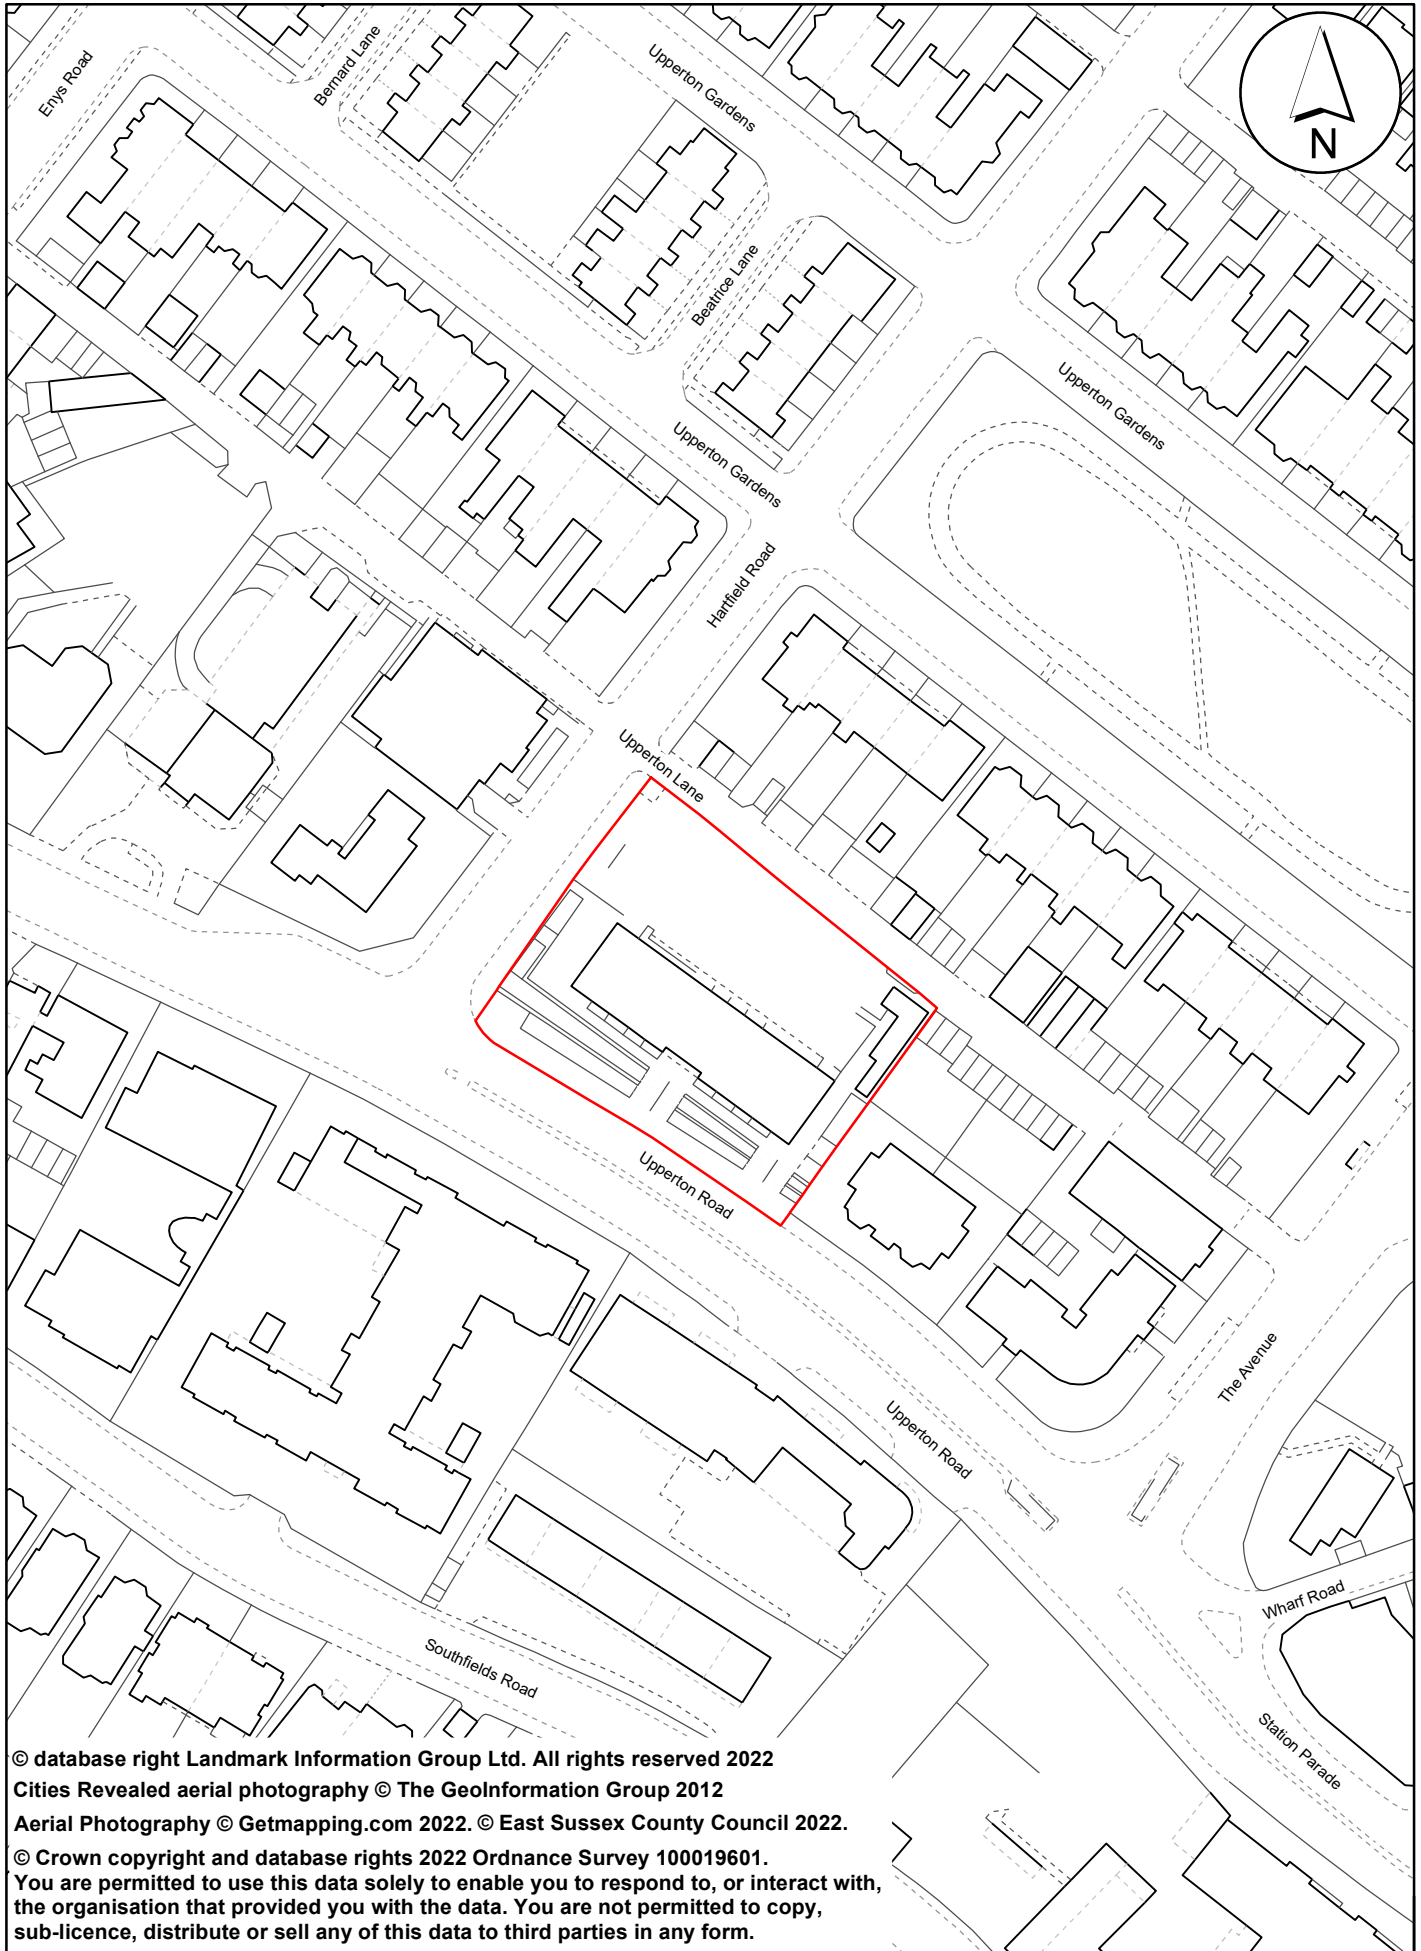 Enys Road
Bernard Lane
Upperton Gardens
N
Beatrice Lane
Upperton Gardens
Upperton Gardens
Hartfield Road
Upperton Lane
Upperton Road
The Avenue
Upperton Road
Wharf Road
Southfields Road
Station Parade
© database right Landmark Information Group Ltd. All rights reserved 2022
Cities Revealed aerial photography © The GeoInformation Group 2012
Aerial Photography © Getmapping.com 2022. © East Sussex County Council 2022.
© Crown copyright and database rights 2022 Ordnance Survey 100019601.
You are permitted to use this data solely to enable you to respond to, or interact with,
the organisation that provided you with the data. You are not permitted to copy,
sub-licence, distribute or sell any of this data to third parties in any form.